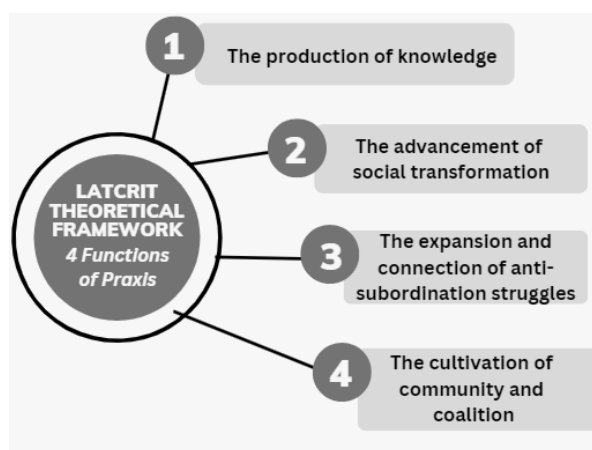 1
The production of knowledge
2
The advancement of
social transformation
LATCRIT
THEORETICAL
FRAMEWORK
4 Functions
of Praxis
3
The expansion and
connection of anti-
subordination struggles
4
The cultivation of
community and
coalition